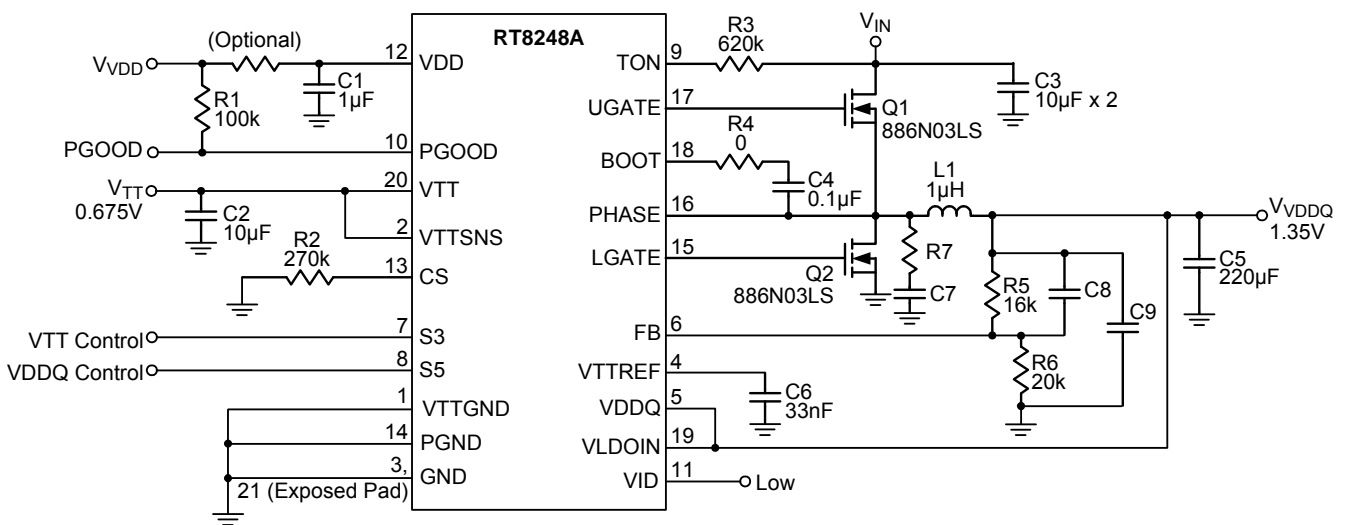 RT8248A
(Optional)
VVDD
12
VDD
C1
1µF
R1
100k
PGOOD
10
PGOOD
VTT
0.675V
20
VTT
C2
10µF
2
VTTSNS
R2
270k
13
CS
VTT Control
7
S3
VDDQ Control
8
S5
1
VTTGND
14
PGND
3,
21 (Exposed Pad)
GND
TON
9
R3
620k
VIN
C3
10µF x 2
UGATE
17
Q1
886N03LS
BOOT
18
R4
0
C4
0.1µF
PHASE
16
L1
1µH
VVDDQ
1.35V
LGATE
15
Q2
886N03LS
R7
C7
R5
16k
C8
C9
C5
220µF
FB
6
R6
20k
VTTREF
4
C6
33nF
VDDQ
5
VLDOIN
19
VID
11
Low